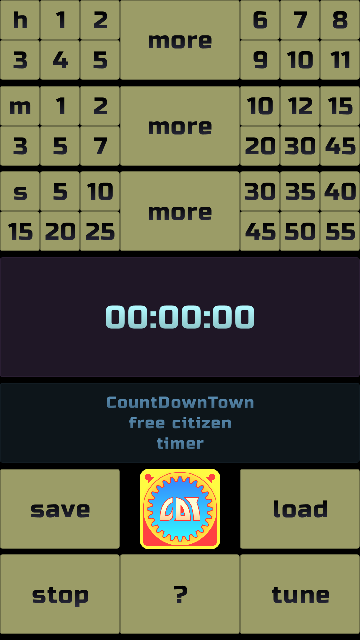 h 1 2 more 6 7 8
3 4 5 9 10 11
m 1 2 more 10 12 15
3 5 7 20 30 45
s 5 10 more 30 35 40
15 20 25 45 50 55
00:00:00
CountDownTown
free citizen
timer
save CDT load
stop ? tune